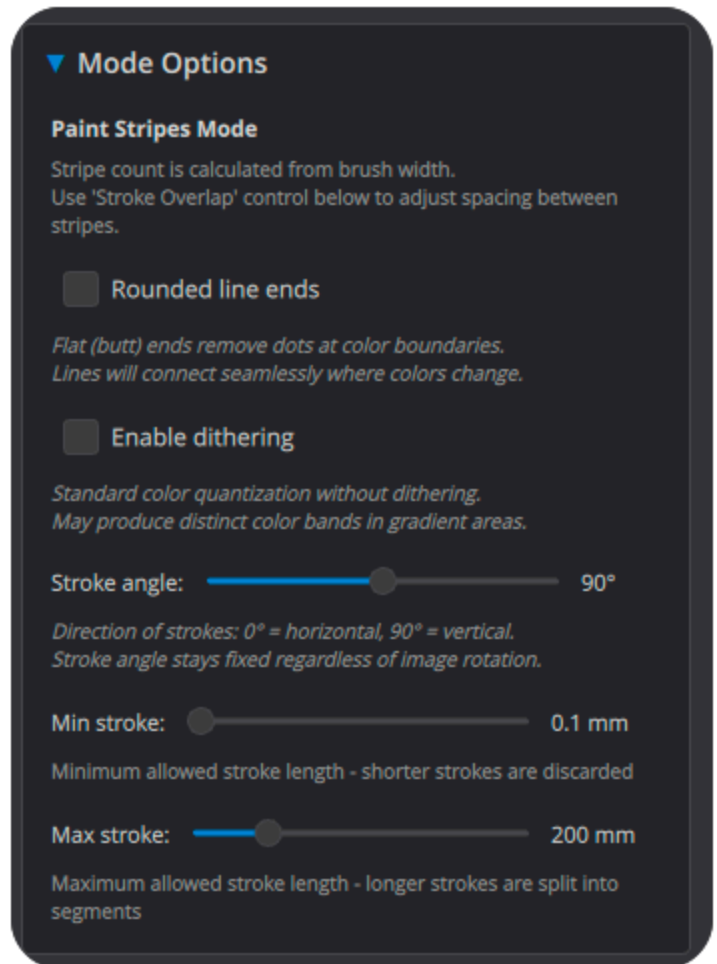 Mode Options
Paint Stripes Mode
Stripe count is calculated from brush width.
Use 'Stroke Overlap' control below to adjust spacing between
stripes.
Rounded line ends
Flat (butt) ends remove dots at color boundaries.
Lines will connect seamlessly where colors change.
Enable dithering
Standard color quantization without dithering.
May produce distinct color bands in gradient areas.
Stroke angle: 90°
Direction of strokes: 0° = horizontal, 90° = vertical.
Stroke angle stays fixed regardless of image rotation.
Min stroke: 0.1 mm
Minimum allowed stroke length - shorter strokes are discarded
Max stroke: 200 mm
Maximum allowed stroke length - longer strokes are split into
segments